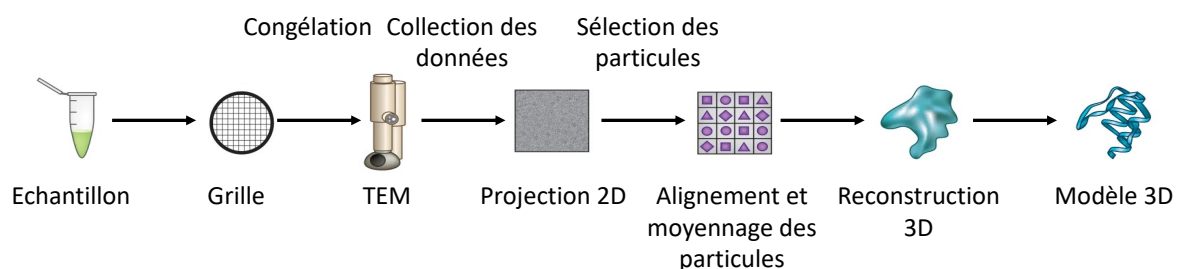 Congélation
Collection des
données
Sélection des
particules
Echantillon
Grille
TEM
Projection 2D
Alignement et
moyennage des
particules
Reconstruction
3D
Modèle 3D